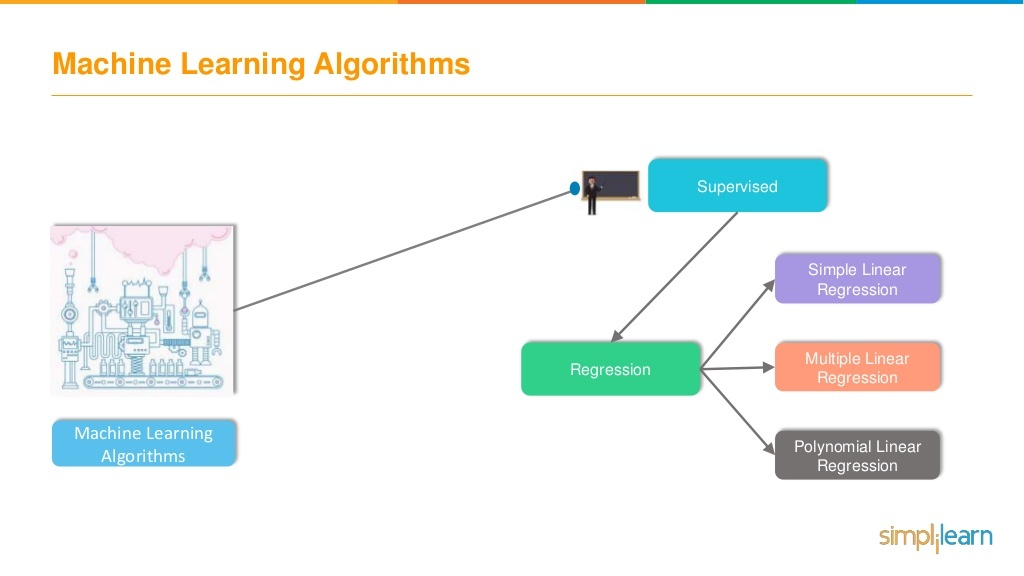 Machine Learning Algorithms
Supervised
Simple Linear
Regression
Regression
Multiple Linear
Regression
Polynomial Linear
Regression
Machine Learning
Algorithms
simplilearn